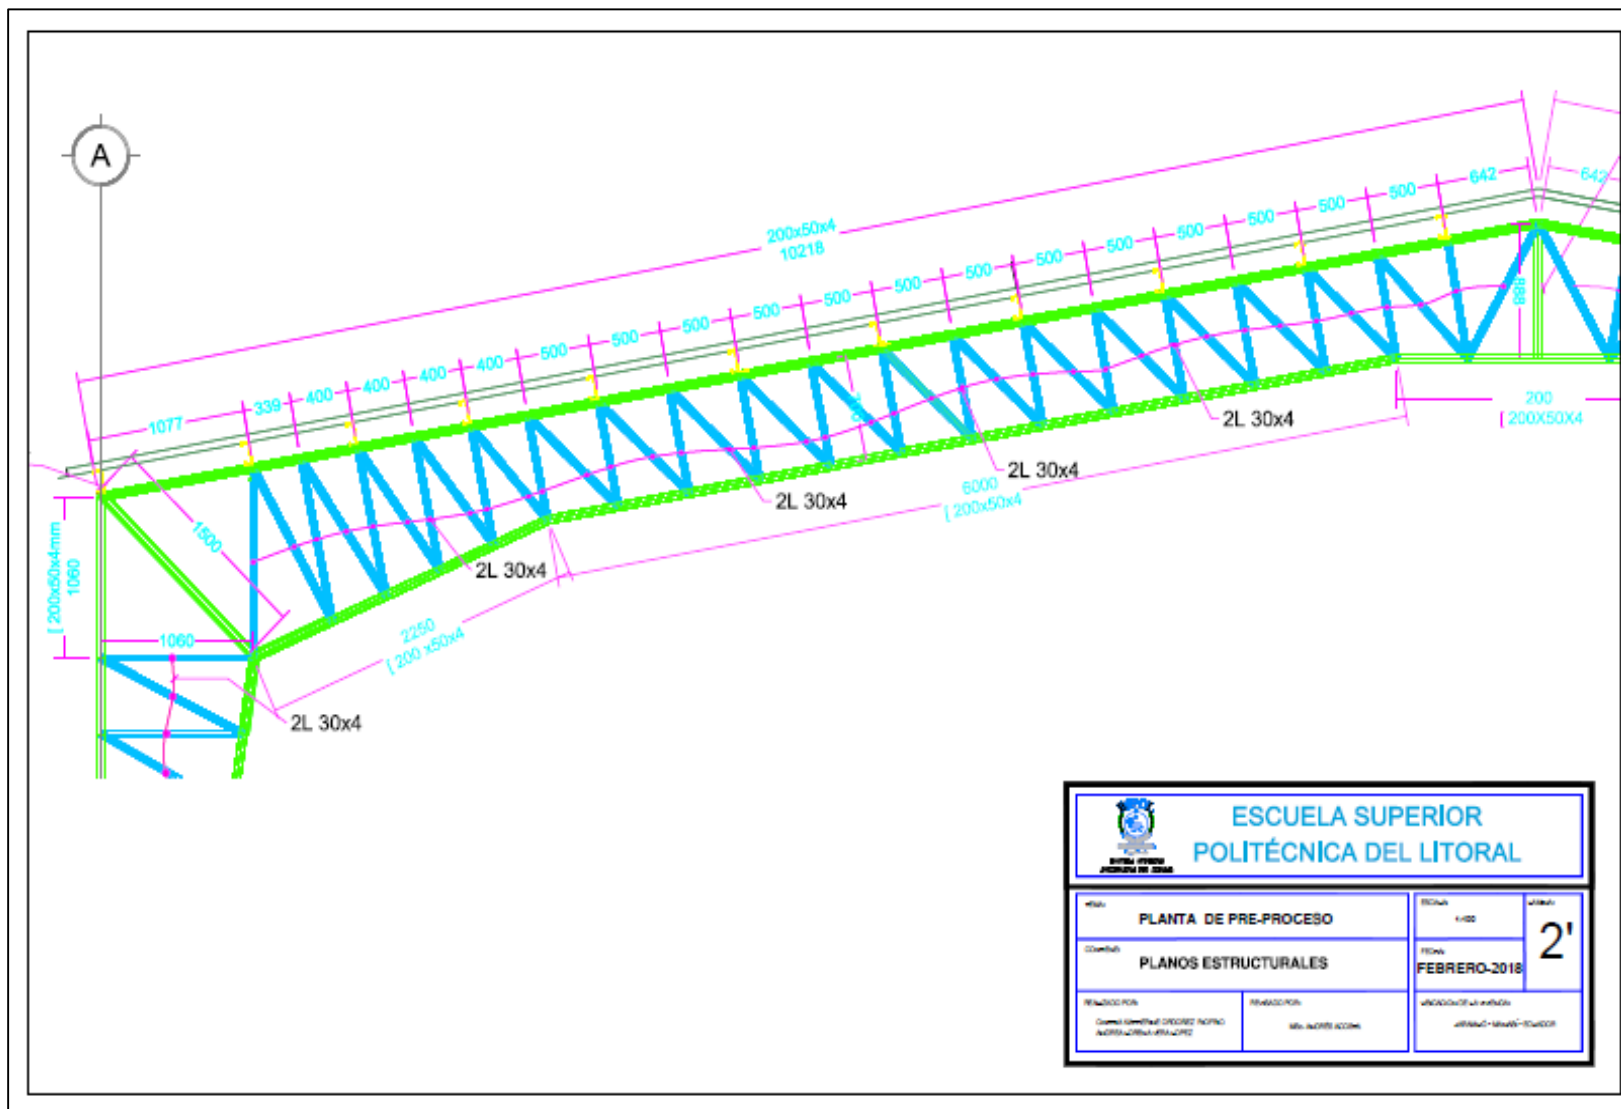 A
200x50x4
10218
1077
339
400
400
400
400
500
500
500
500
500
500
500
500
500
500
500
500
500
642
642
888
1500
[ 200x50x4mm
1060
1060
2250
[ 200 x50x4
6000
[ 200x50x4
200
[ 200X50X4
2L 30x4
2L 30x4
2L 30x4
2L 30x4
2L 30x4
ESCUELA SUPERIOR
POLITÉCNICA DEL LITORAL
PLANTA DE PRE-PROCESO
PLANOS ESTRUCTURALES
FEBRERO-2018
2'